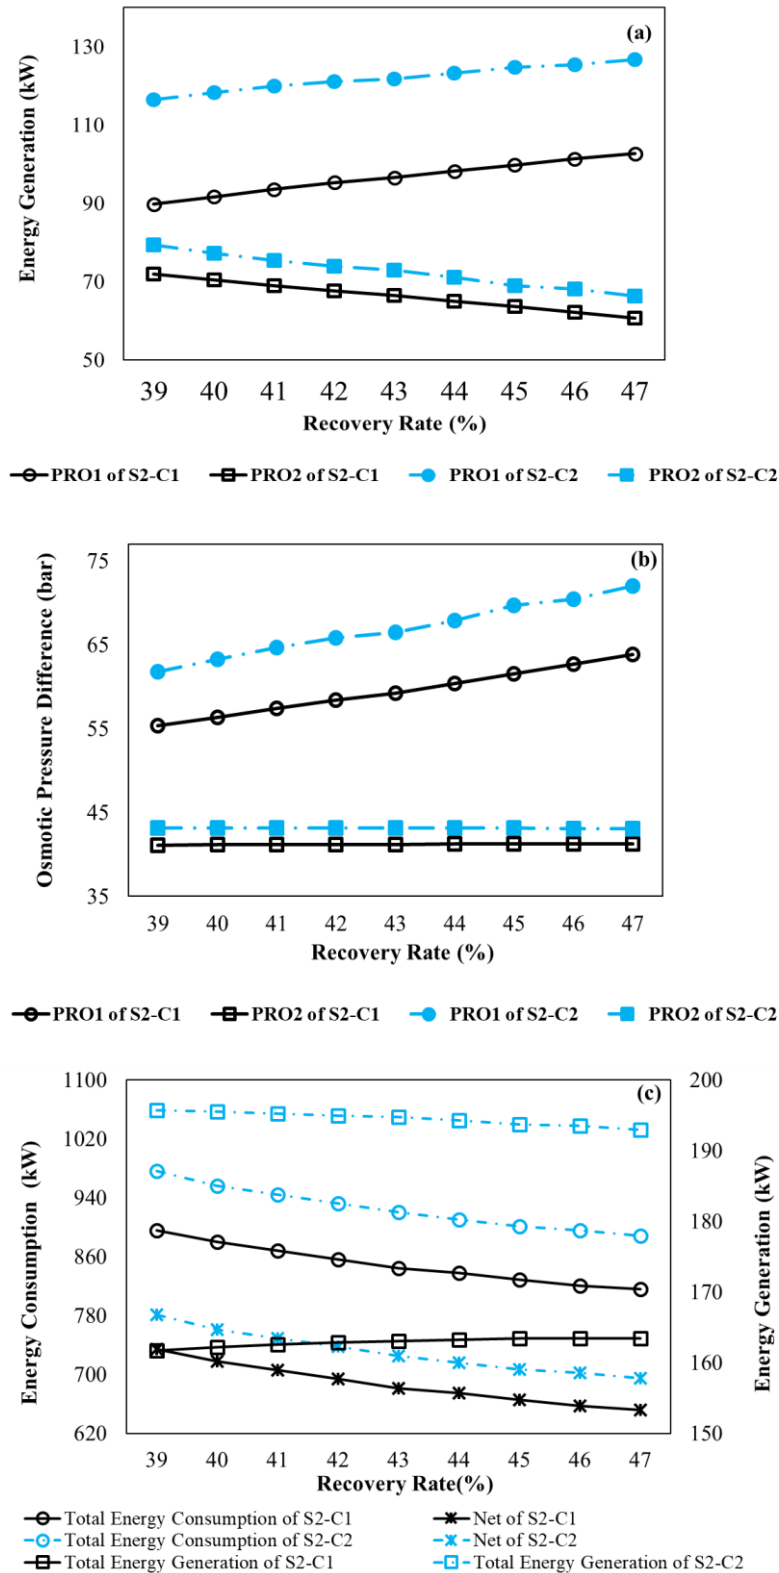 (a)
Energy Generation (kW)
130
110
90
70
50
39 40 41 42 43 44 45 46 47
Recovery Rate (%)
PRO1 of S2-C1 PRO2 of S2-C1 PRO1 of S2-C2 PRO2 of S2-C2
(b)
Osmotic Pressure Difference (bar)
75
65
55
45
35
39 40 41 42 43 44 45 46 47
Recovery Rate (%)
PRO1 of S2-C1 PRO2 of S2-C1 PRO1 of S2-C2 PRO2 of S2-C2
(c)
Energy Consumption (kW)
1100
1020
940
860
780
700
620
200
190
180
170
160
150
Energy Generation (kW)
39 40 41 42 43 44 45 46 47
Recovery Rate(%)
Total Energy Consumption of S2-C1 Net of S2-C1
Total Energy Consumption of S2-C2 Net of S2-C2
Total Energy Generation of S2-C1 Total Energy Generation of S2-C2